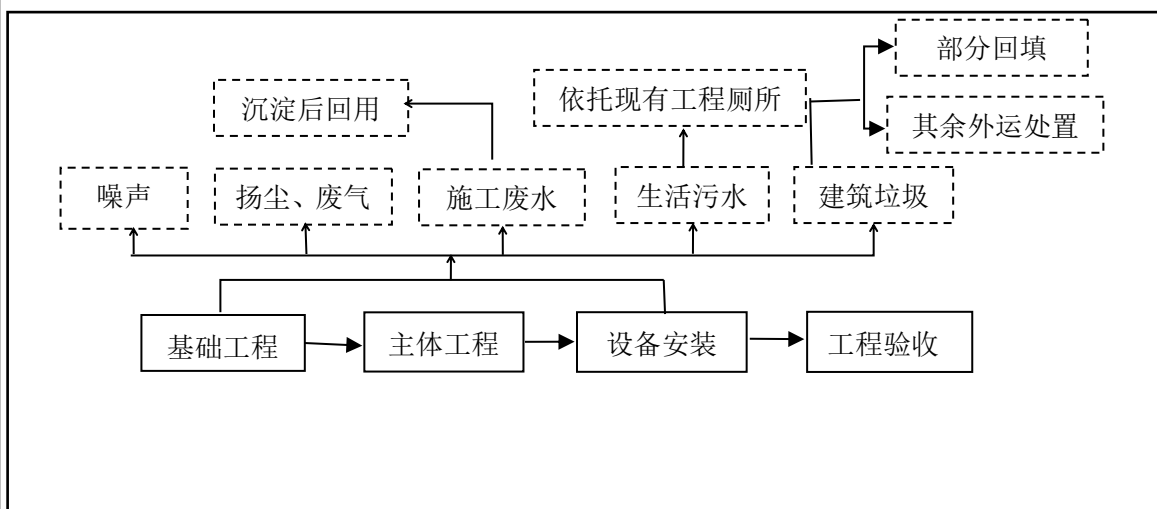 部分回填
沉淀后回用
依托现有工程厕所
其余外运处置
噪声
扬尘、废气
施工废水
生活污水
建筑垃圾
基础工程
主体工程
设备安装
工程验收